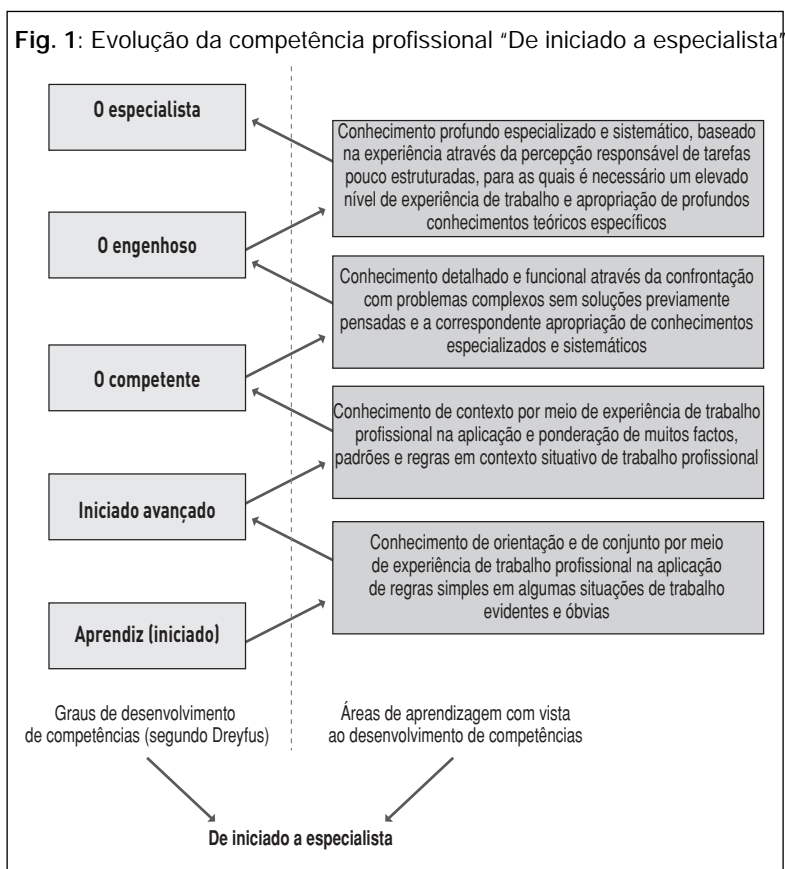 Fig. 1: Evolução da competência profissional "De iniciado a especialista"
O especialista
Conhecimento profundo especializado e sistemático, baseado
na experiência através da percepção responsável de tarefas
pouco estruturadas, para as quais é necessário um elevado
nível de experiência de trabalho e apropriação de profundos
conhecimentos teóricos específicos
O engenhoso
Conhecimento detalhado e funcional através da confrontação
com problemas complexos sem soluções previamente
pensadas e a correspondente apropriação de conhecimentos
especializados e sistemáticos
O competente
Conhecimento de contexto por meio de experiência de trabalho
profissional na aplicação e ponderação de muitos factos,
padrões e regras em contexto situativo de trabalho profissional
Iniciado avançado
Conhecimento de orientação e de conjunto por meio
de experiência de trabalho profissional na aplicação
de regras simples em algumas situações de trabalho
evidentes e óbvias
Aprendiz (iniciado)
Graus de desenvolvimento
de competências (segundo Dreyfus)
Áreas de aprendizagem com vista
ao desenvolvimento de competências
De iniciado a especialista